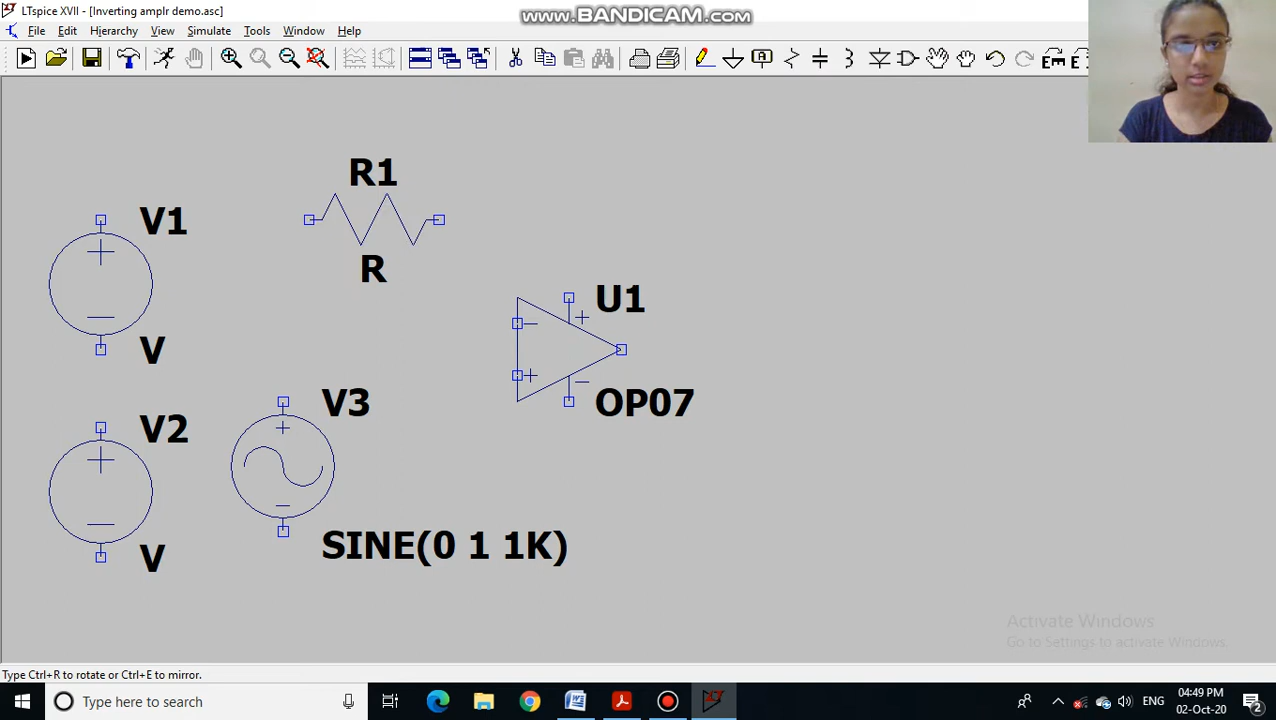 LTspice XVII - [Inverting amplr demo.asc]
www.BANDICAM.com
File Edit Hierarchy View Simulate Tools Window Help
R1
V1
R
U1
V
V3
OP07
V2
SINE(0 1 1K)
V
Activate Windows
Go to Settings to activate Windows.
Type Ctrl+R to rotate or Ctrl+E to mirror.
Type here to search
ENG
04:49 PM
02-Oct-20
2